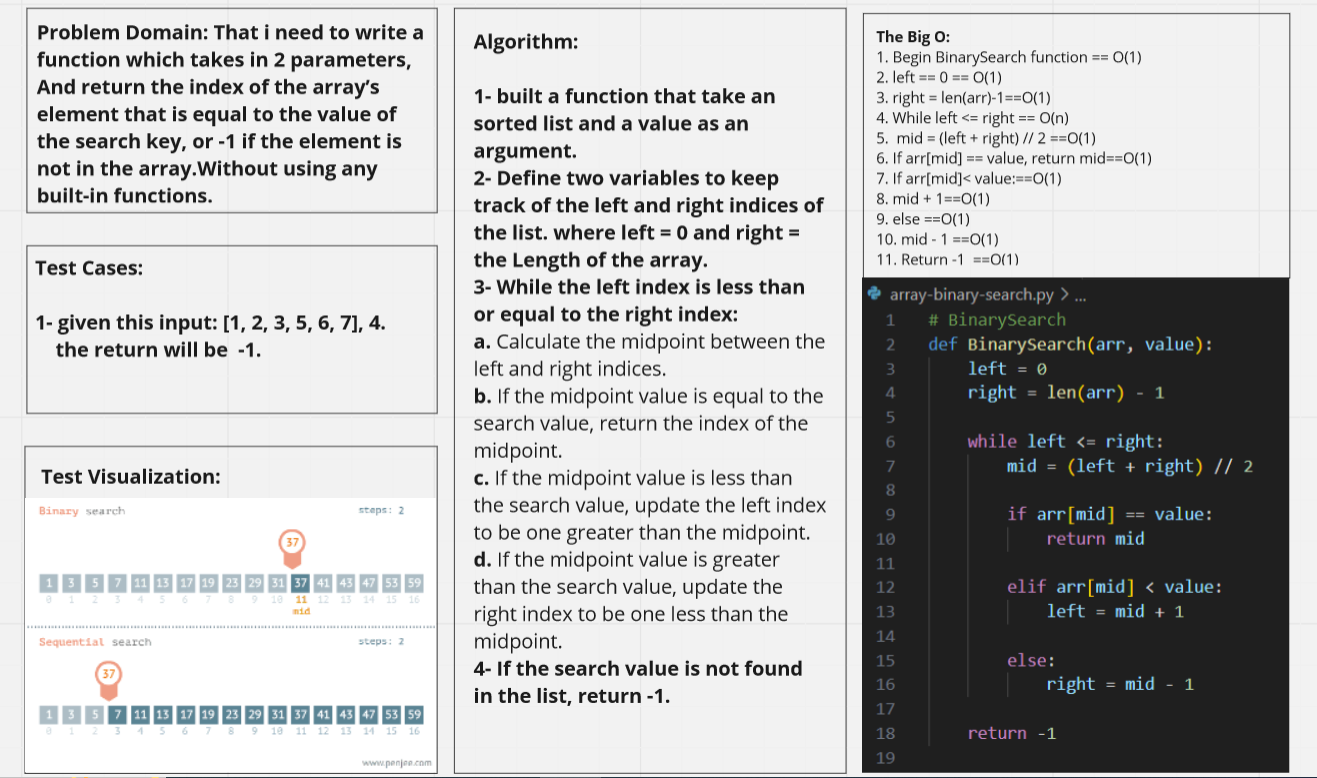 Problem Domain: That i need to write a
function which takes in 2 parameters,
And return the index of the array's
element that is equal to the value of
the search key, or -1 if the element is
not in the array.Without using any
built-in functions.
Test Cases:
1- given this input: [1, 2, 3, 5, 6, 7], 4.
the return will be -1.
Test Visualization:
Binary search
steps: 2
37
1 3 5 7 11 13 17 19 23 29 31 37 41 43 47 53 59
0 1 2 3 4 5 6 7 8 9 10 11 12 13 14 15 16
mid
Sequential search
steps: 2
37
1 3 5 7 11 13 17 19 23 29 31 37 41 43 47 53 59
0 1 2 3 4 5 6 7 8 9 10 11 12 13 14 15 16
www.penjee.com
Algorithm:
1- built a function that take an
sorted list and a value as an
argument.
2- Define two variables to keep
track of the left and right indices of
the list. where left = 0 and right =
the Length of the array.
3- While the left index is less than
or equal to the right index:
a. Calculate the midpoint between the
left and right indices.
b. If the midpoint value is equal to the
search value, return the index of the
midpoint.
c. If the midpoint value is less than
the search value, update the left index
to be one greater than the midpoint.
d. If the midpoint value is greater
than the search value, update the
right index to be one less than the
midpoint.
4- If the search value is not found
in the list, return -1.
The Big O:
1. Begin BinarySearch function == O(1)
2. left == 0 == O(1)
3. right = len(arr)-1==O(1)
4. While left <= right == O(n)
5. mid = (left + right) // 2 ==O(1)
6. If arr[mid] == value, return mid==O(1)
7. If arr[mid]< value:==O(1)
8. mid + 1==O(1)
9. else ==O(1)
10. mid - 1 ==O(1)
11. Return -1 ==O(1)
array-binary-search.py > ...
1 # BinarySearch
2 def BinarySearch(arr, value):
3 left = 0
4 right = len(arr) - 1
5
6 while left <= right:
7 mid = (left + right) // 2
8
9 if arr[mid] == value:
10 return mid
11
12 elif arr[mid] < value:
13 left = mid + 1
14
15 else:
16 right = mid - 1
17
18 return -1
19